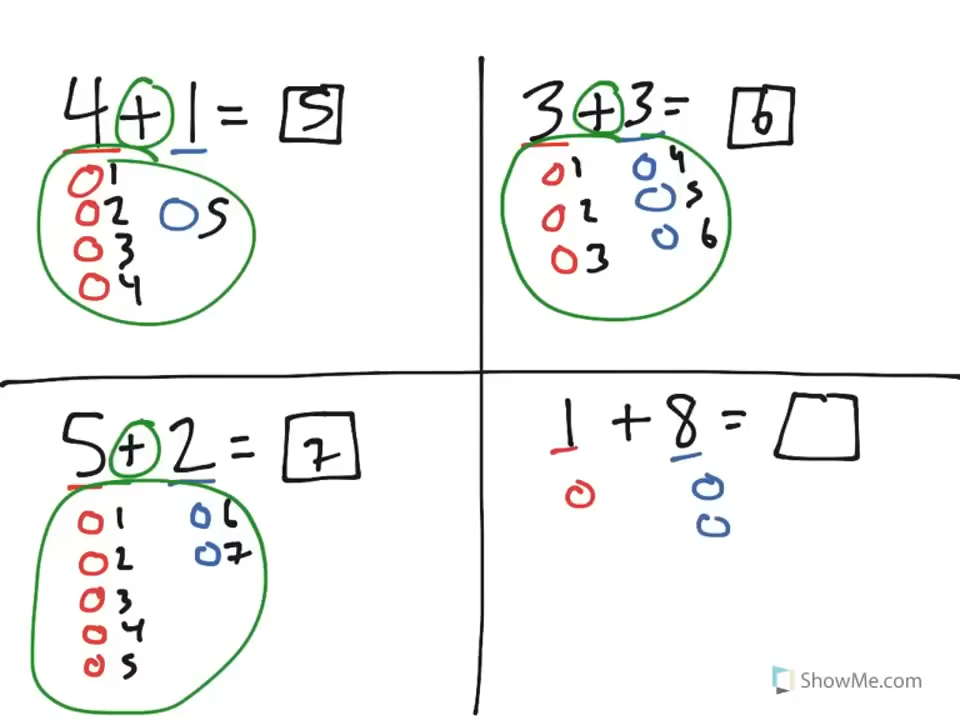 4 + 1 = 5
1
2 5
3
4
3 + 3 = 6
1 4
2 5
3 6
5 + 2 = 7
1 6
2 7
3
4
5
1 + 8 =
ShowMe.com